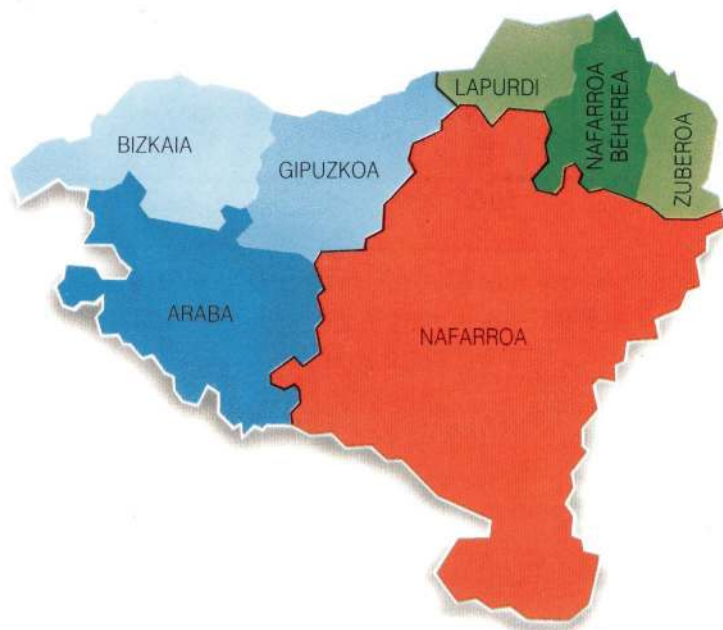 LAPURDI
NAFARROA
BEHEREA
ZUBEROA
BIZKAIA
GIPUZKOA
ARABA
NAFARROA